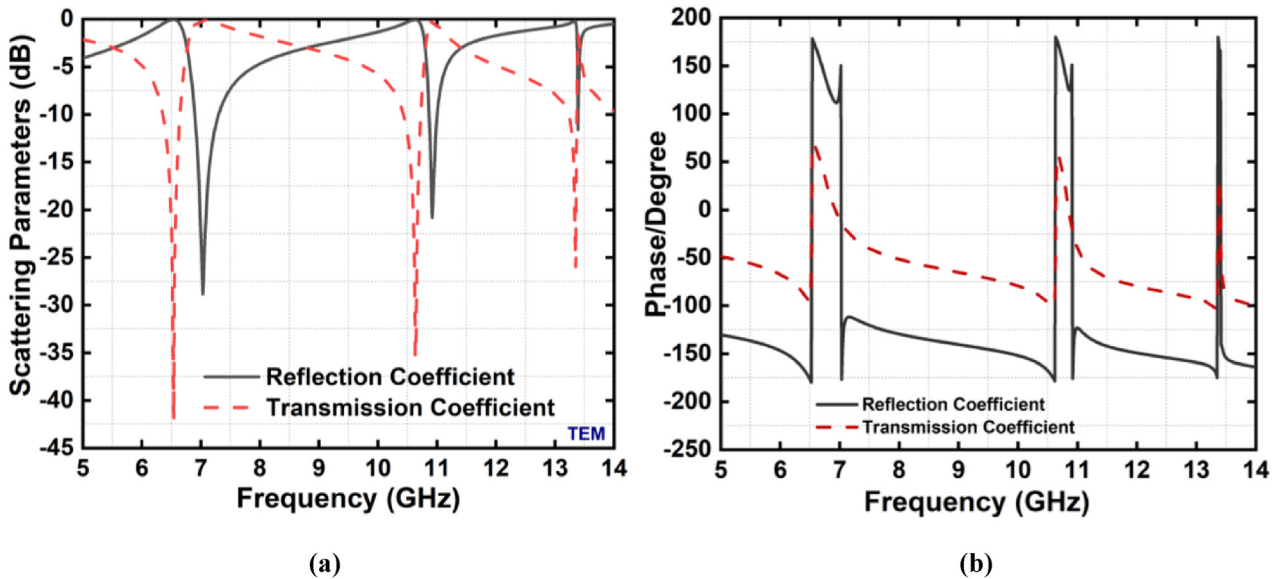 Scattering Parameters (dB)
0
-5
-10
-15
-20
-25
-30
-35
-40
-45
Reflection Coefficient
Transmission Coefficient
TEM
5 6 7 8 9 10 11 12 13 14
Frequency (GHz)
(a)
Phase/Degree
200
150
100
50
0
-50
-100
-150
-200
-250
Reflection Coefficient
Transmission Coefficient
5 6 7 8 9 10 11 12 13 14
Frequency (GHz)
(b)